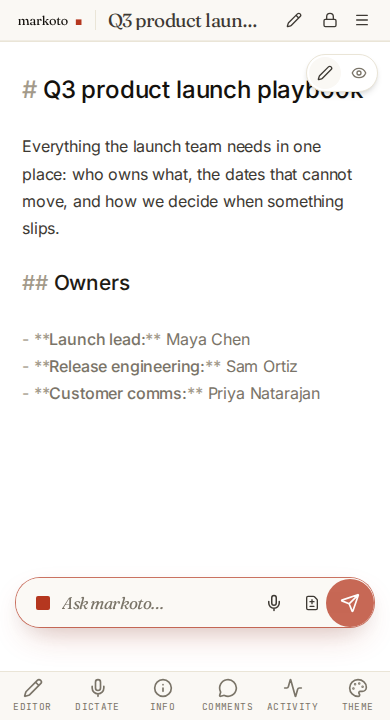 markoto
Q3 product laun...
# Q3 product launch playbook
Everything the launch team needs in one
place: who owns what, the dates that cannot
move, and how we decide when something
slips.
## Owners
- **Launch lead:** Maya Chen
- **Release engineering:** Sam Ortiz
- **Customer comms:** Priya Natarajan
Ask markoto...
EDITOR
DICTATE
INFO
COMMENTS
ACTIVITY
THEME